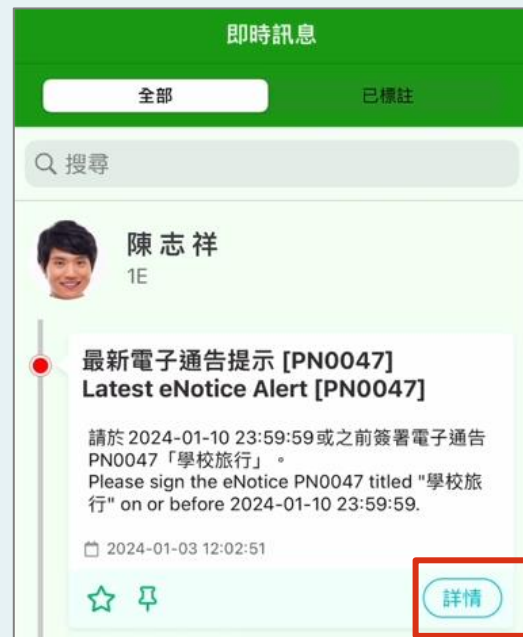 即時訊息
全部
已標註
搜尋
陳志祥
1E
最新電子通告提示 [PN0047]
Latest eNotice Alert [PN0047]
請於 2024-01-10 23:59:59或之前簽署電子通告
PN0047「學校旅行」。
Please sign the eNotice PN0047 titled "學校旅
行" on or before 2024-01-10 23:59:59.
2024-01-03 12:02:51
詳情